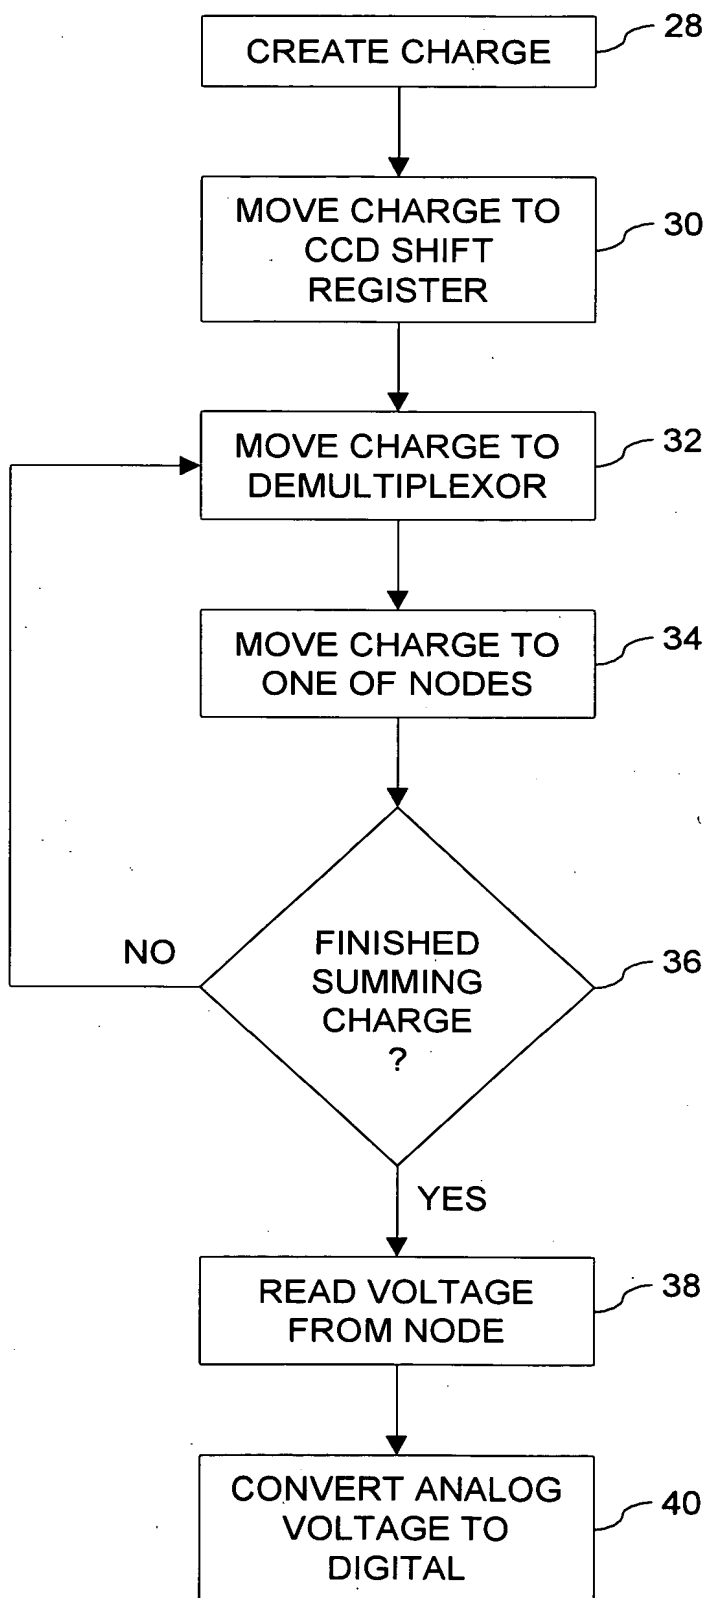 CREATE CHARGE
28
MOVE CHARGE TO
CCD SHIFT
REGISTER
30
MOVE CHARGE TO
DEMULTIPLEXOR
32
MOVE CHARGE TO
ONE OF NODES
34
NO
FINISHED
SUMMING
CHARGE
?
36
YES
READ VOLTAGE
FROM NODE
38
CONVERT ANALOG
VOLTAGE TO
DIGITAL
40